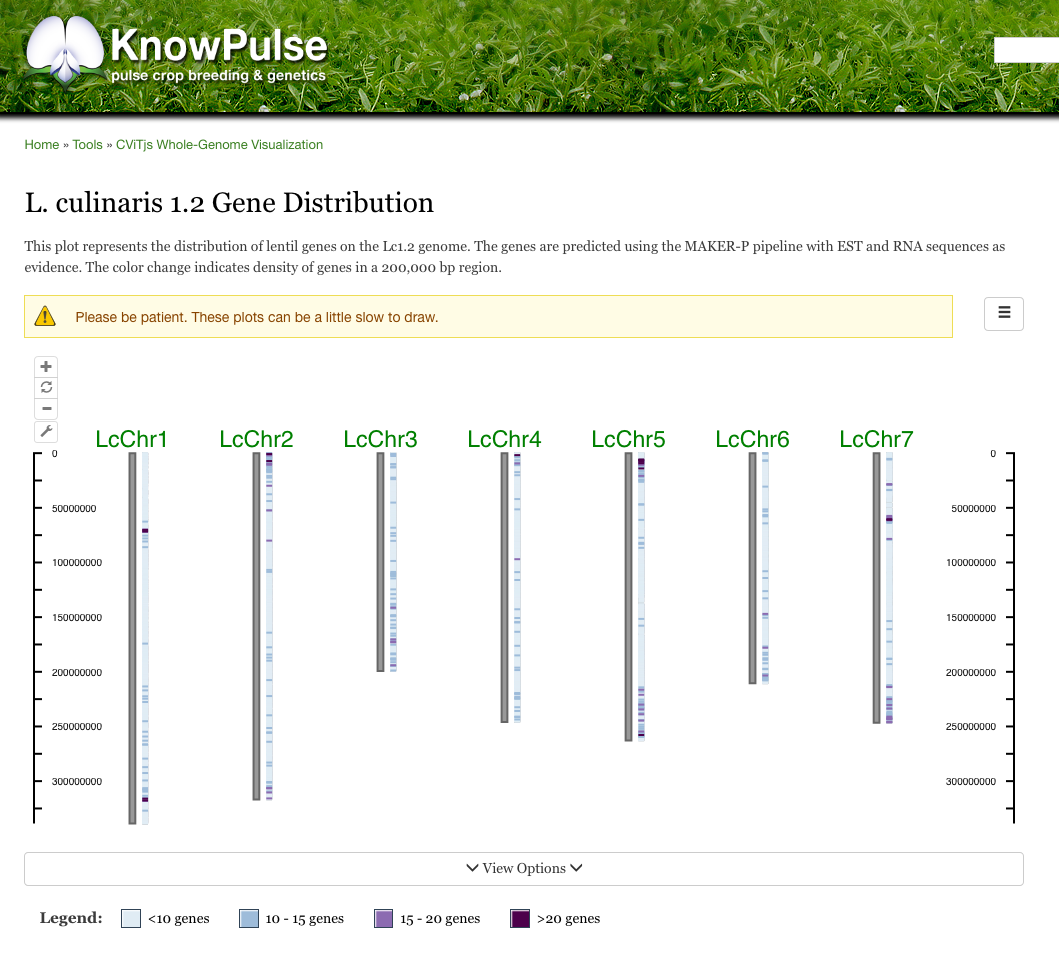 KnowPulse
pulse crop breeding & genetics
Home » Tools » CViTjs Whole-Genome Visualization
L. culinaris 1.2 Gene Distribution
This plot represents the distribution of lentil genes on the Lc1.2 genome. The genes are predicted using the MAKER-P pipeline with EST and RNA sequences as
evidence. The color change indicates density of genes in a 200,000 bp region.
Please be patient. These plots can be a little slow to draw.
LcChr1 LcChr2 LcChr3 LcChr4 LcChr5 LcChr6 LcChr7
0 0
50000000 50000000
100000000 100000000
150000000 150000000
200000000 200000000
250000000 250000000
300000000 300000000
View Options
Legend: <10 genes 10 - 15 genes 15 - 20 genes >20 genes